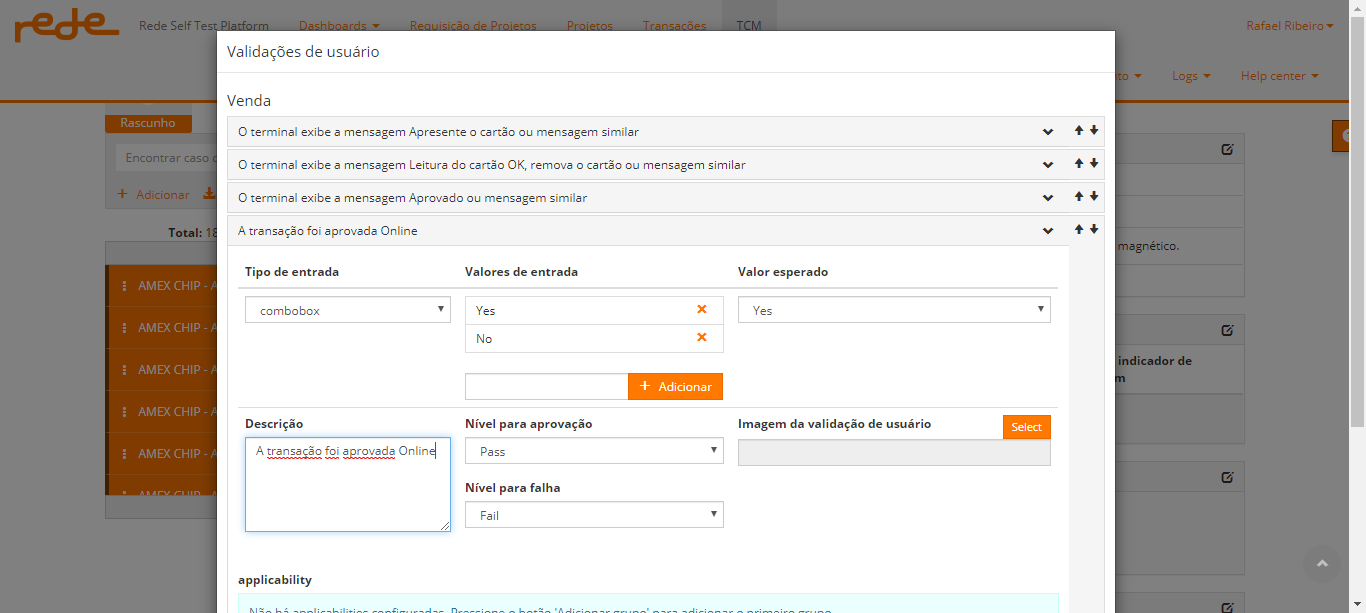 rede Rede Self Test Platform Dashboards Requisição de Projetos Projetos Transações TCM Rafael Ribeiro
Validações de usuário
Logs Help center
Venda
Rascunho
O terminal exibe a mensagem Apresente o cartão ou mensagem similar
Encontrar caso
O terminal exibe a mensagem Leitura do cartão OK, remova o cartão ou mensagem similar
+ Adicionar
O terminal exibe a mensagem Aprovado ou mensagem similar
Total: 18
A transação foi aprovada Online
magnético.
Tipo de entrada Valores de entrada Valor esperado
AMEX CHIP - A
combobox Yes Yes
AMEX CHIP - A
No
indicador de
AMEX CHIP - A
+ Adicionar
AMEX CHIP - A
Descrição Nível para aprovação Imagem da validação de usuário Select
A transação foi aprovada Online Pass
AMEX CHIP - A
Nível para falha
AMEX CHIP - A
Fail
applicability
Não há applicabilities configuradas. Pressione o botão 'Adicionar grupo' para adicionar o primeiro grupo